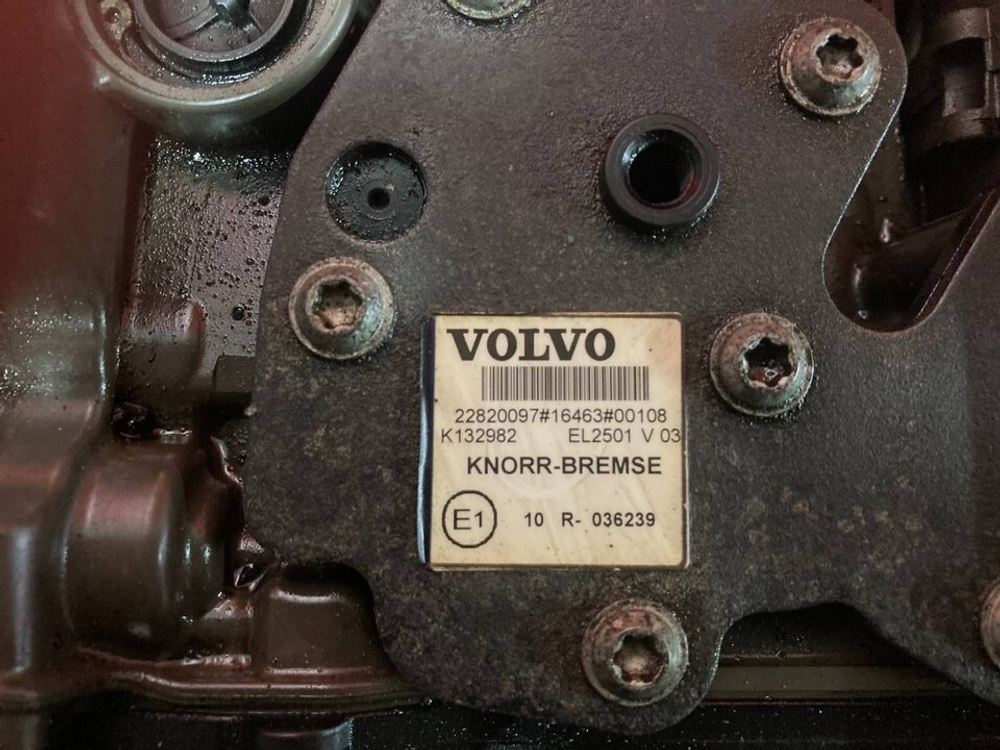 VOLVO
22820097#16463#00108
K132982 EL2501 V 03
KNORR-BREMSE
E1 10 R- 036239